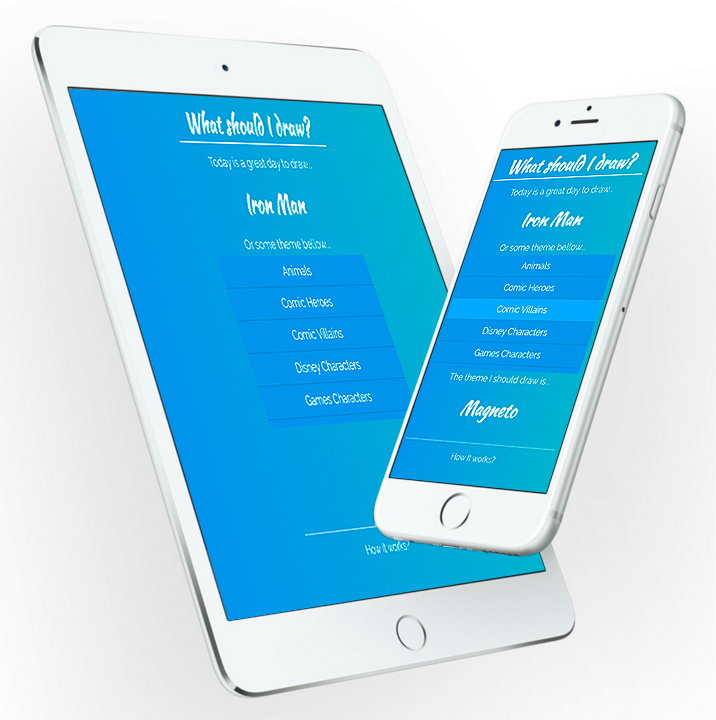 What should I draw?
Today is a great day to draw...
Iron Man
Or some theme bellow...
Animals
Comic Heroes
Comic Villains
Disney Characters
Games Characters
How it works?
What should I draw?
Today is a great day to draw...
Iron Man
Or some theme bellow...
Animals
Comic Heroes
Comic Villains
Disney Characters
Games Characters
The theme I should draw is...
Magneto
How it works?